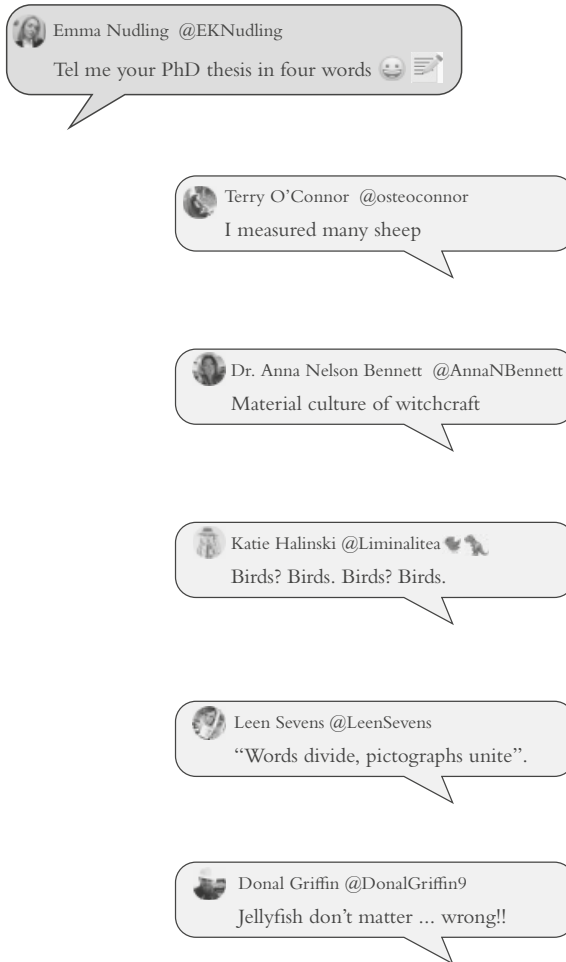 Emma Nudling @EKNudling
Tel me your PhD thesis in four words 😀 📝
Terry O’Connor @osteoconnor
I measured many sheep
Dr. Anna Nelson Bennett @AnnaNBennett
Material culture of witchcraft
Katie Halinski @Liminalitea 🐦 🦖
Birds? Birds. Birds? Birds.
Leen Sevens @LeenSevens
“Words divide, pictographs unite”.
Donal Griffin @DonalGriffin9
Jellyfish don’t matter ... wrong!!